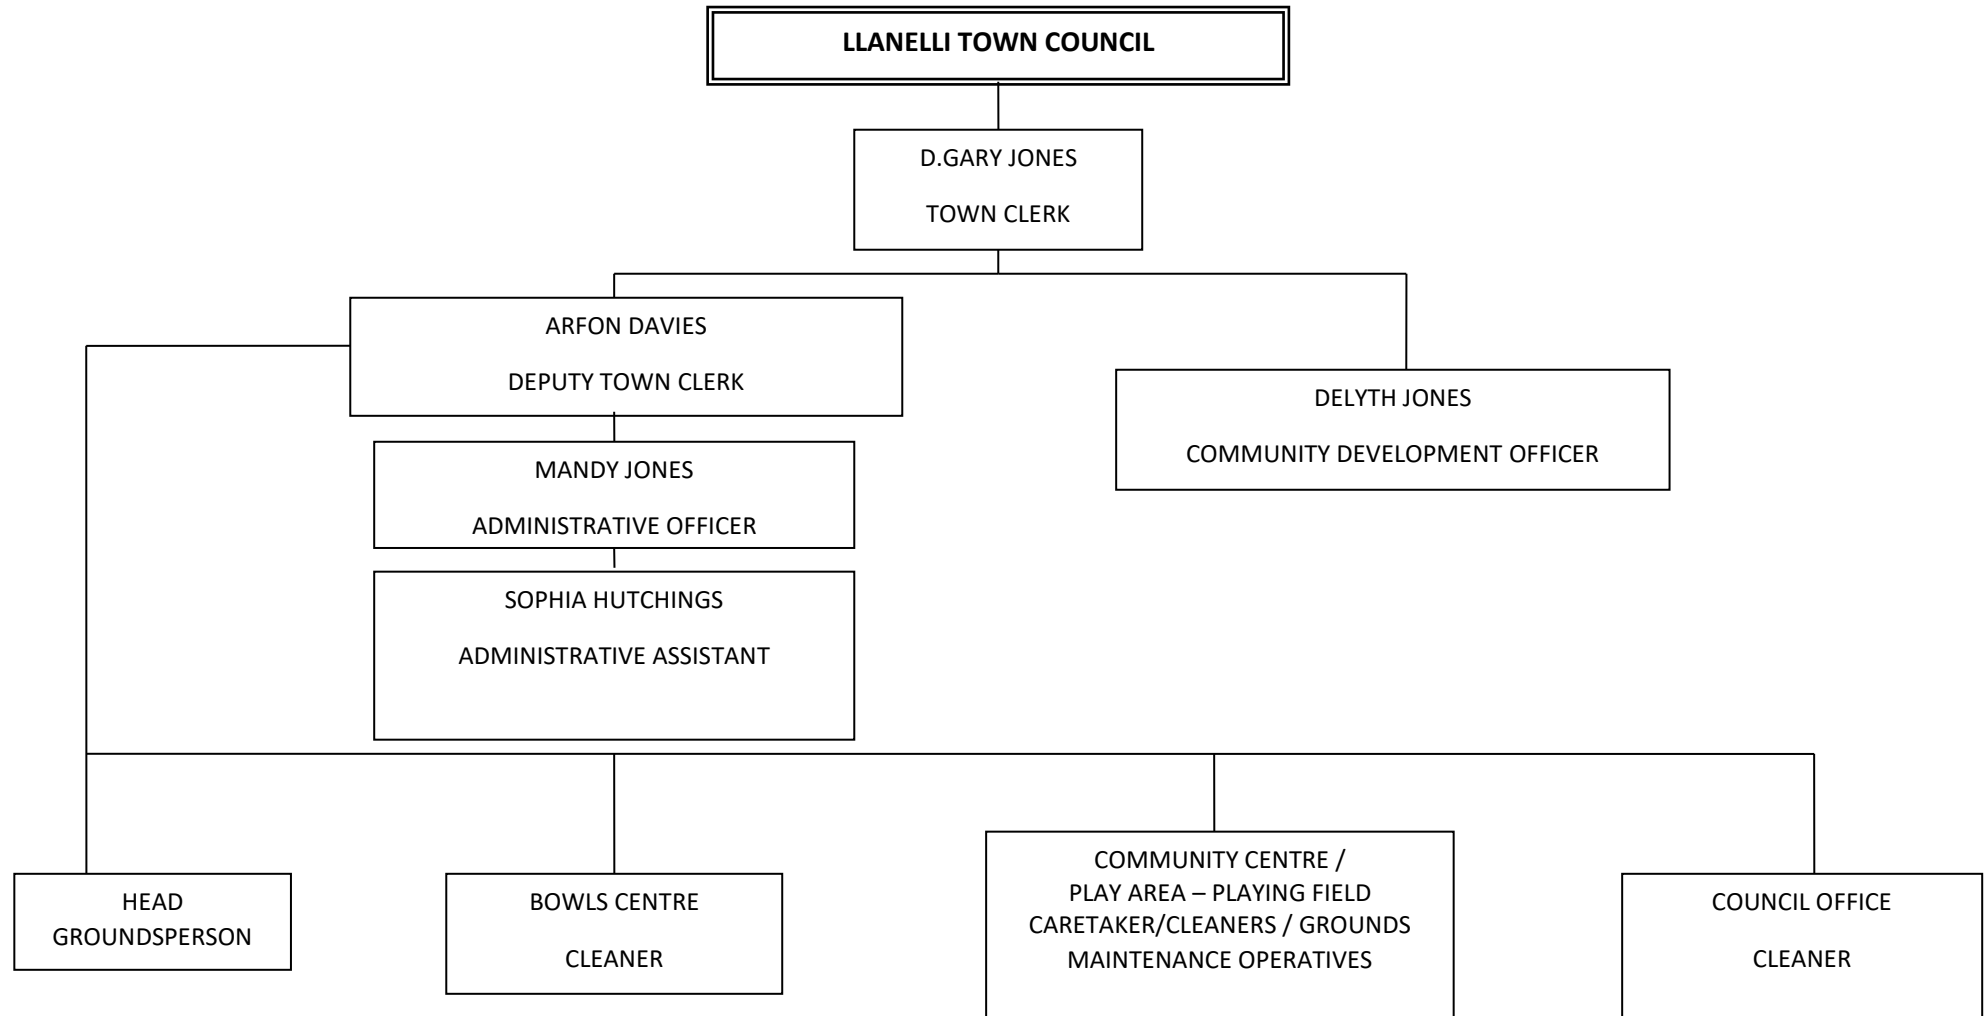 LLANELLI TOWN COUNCIL
D.GARY JONES
TOWN CLERK
ARFON DAVIES
DEPUTY TOWN CLERK
DELYTH JONES
COMMUNITY DEVELOPMENT OFFICER
MANDY JONES
ADMINISTRATIVE OFFICER
SOPHIA HUTCHINGS
ADMINISTRATIVE ASSISTANT
HEAD
GROUNDSPERSON
BOWLS CENTRE
CLEANER
COMMUNITY CENTRE /
PLAY AREA – PLAYING FIELD
CARETAKER/CLEANERS / GROUNDS
MAINTENANCE OPERATIVES
COUNCIL OFFICE
CLEANER